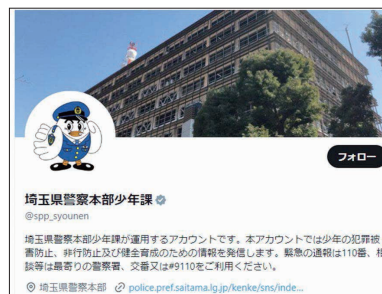 フォロー
埼玉県警察本部少年課
@spp_syounen
埼玉県警察本部少年課が運用するアカウントです。本アカウントでは少年の犯罪被
害防止、非行防止及び健全育成のための情報を発信します。緊急の通報は110番、相
談等は最寄りの警察署、交番又は#9110をご利用ください。
埼玉県警察本部 police.pref.saitama.lg.jp/kenke/sns/inde...